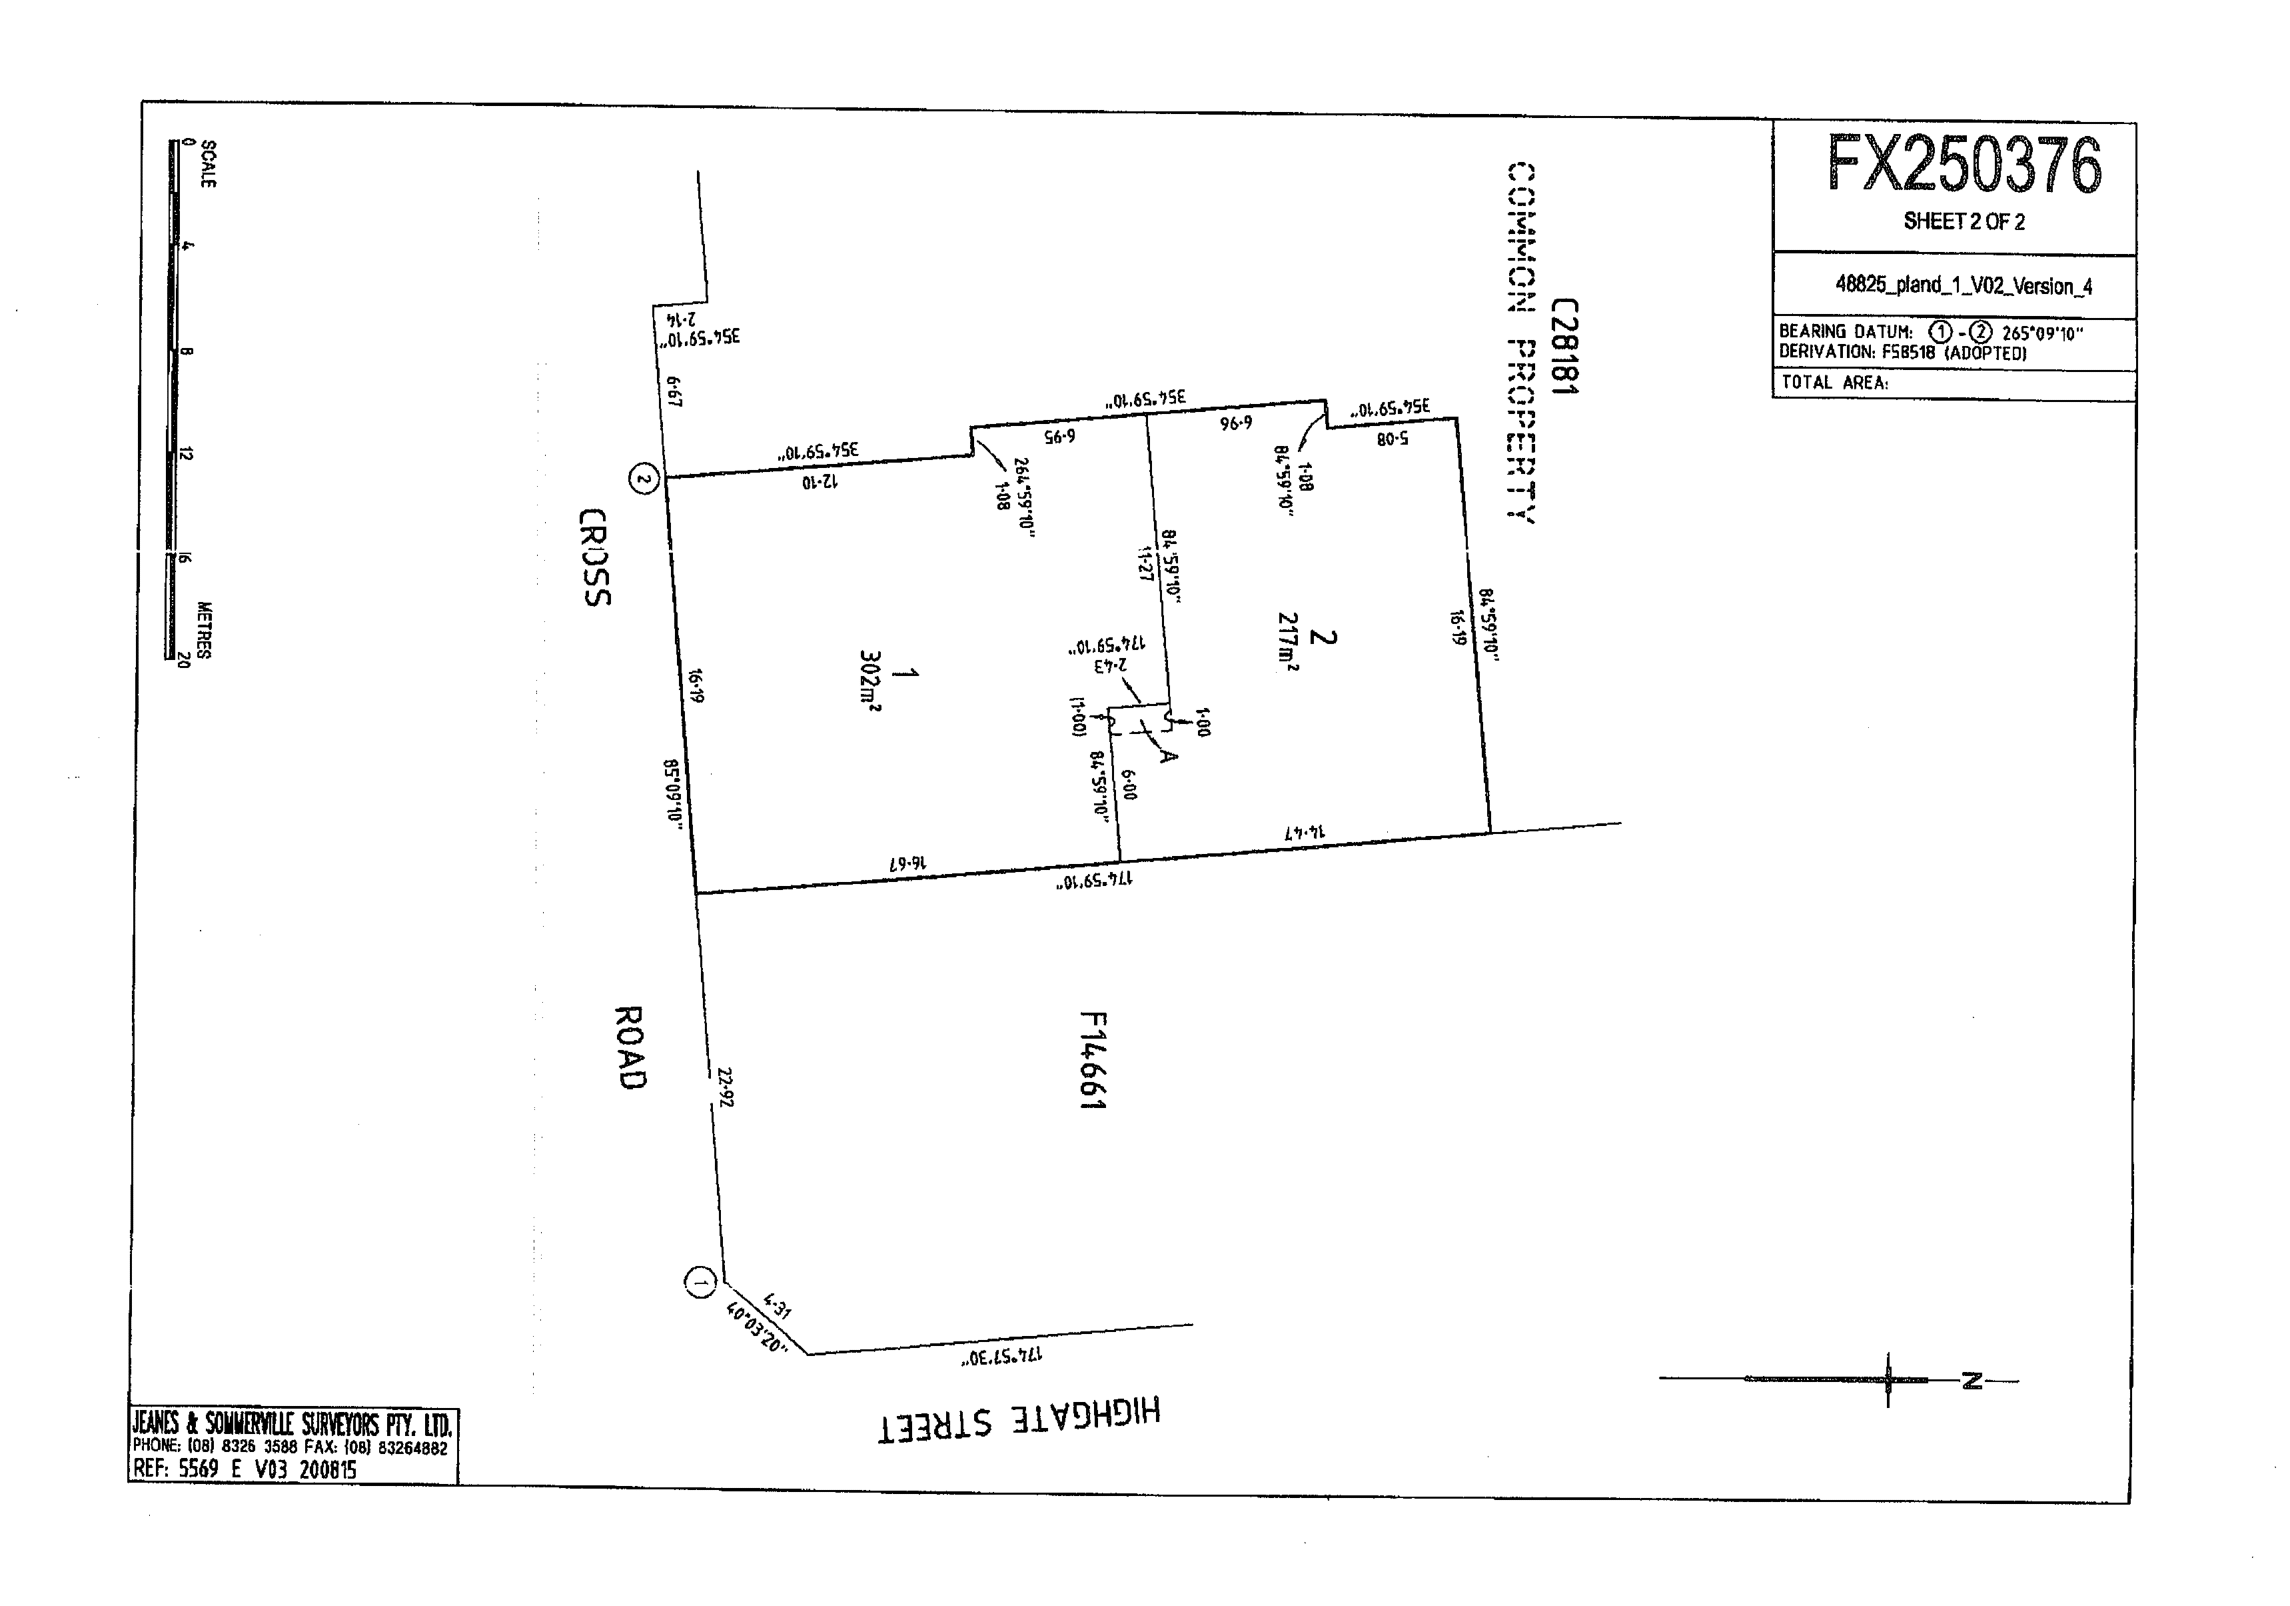 FX250376
SHEET 2 OF 2
48825_pland_1_V02_Version_4
BEARING DATUM: 1 - 2 265°09'10"
DERIVATION: F58518 (ADOPTED)
TOTAL AREA:
SCALE
0
4
8
12
16
20
METRES
C28181
COMMON PROPERTY
2·14
354°59'10"
6·67
2
354°59'10"
12·10
264°59'10"
1·08
354°59'10"
6·95
6·96
84°59'10"
1·08
354°59'10"
5·08
84°59'10"
11·27
84°59'10"
16·19
1
302m²
2
217m²
174°59'10"
2·43
(1·00)
1·00
A
84°59'10"
6·00
16·19
85°09'10"
16·67
174°59'10"
14·47
CROSS
ROAD
22·92
F14661
1
4·31
40°03'20"
174°57'30"
HIGHGATE STREET
N
JEANES & SOMMERVILLE SURVEYORS PTY. LTD.
PHONE: (08) 8326 3588 FAX: (08) 83264882
REF: 5569 E V03 200815